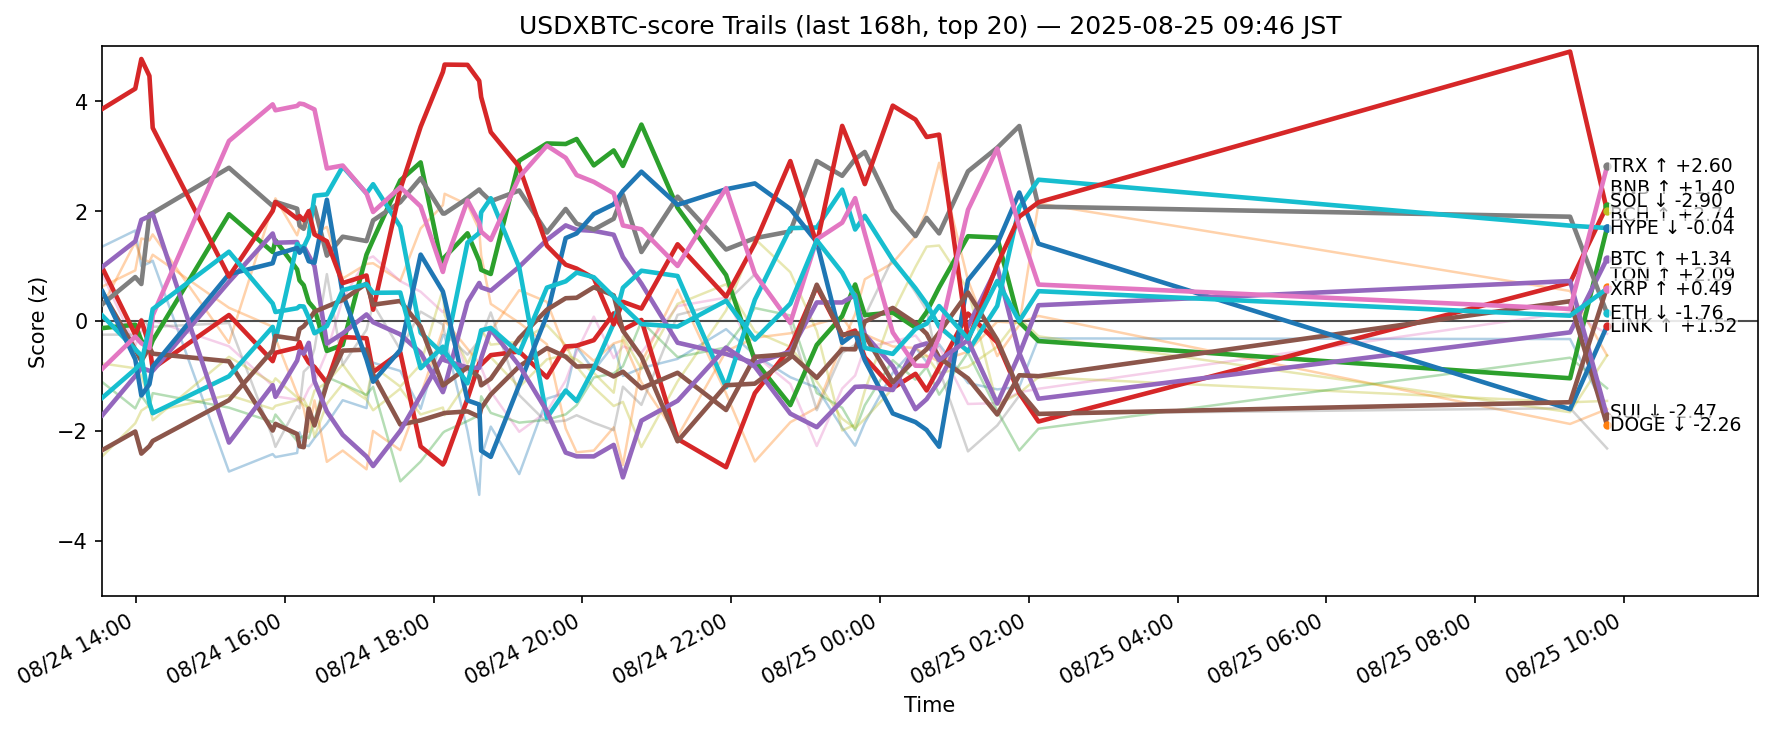 USDXBTC-score Trails (last 168h, top 20) — 2025-08-25 09:46 JST
Score (z)
4
2
0
−2
−4
TRX ↑ +2.60
BNB ↑ +1.40
SOL ↓ -2.90
BCH ↑ +2.74
HYPE ↓ -0.04
BTC ↑ +1.34
TON ↑ +2.09
XRP ↑ +0.49
ETH ↓ -1.76
LINK ↑ +1.52
SUI ↓ -2.47
DOGE ↓ -2.26
08/24 14:00
08/24 16:00
08/24 18:00
08/24 20:00
08/24 22:00
08/25 00:00
08/25 02:00
08/25 04:00
08/25 06:00
08/25 08:00
08/25 10:00
Time